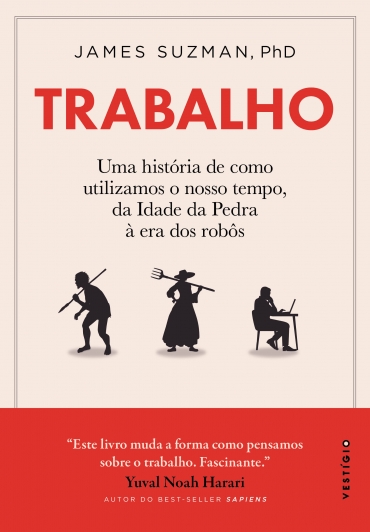 JAMES SUZMAN, PhD
TRABALHO
Uma história de como
utilizamos o nosso tempo,
da Idade da Pedra
à era dos robôs
“Este livro muda a forma como pensamos
sobre o trabalho. Fascinante.”
Yuval Noah Harari
AUTOR DO BEST-SELLER SAPIENS
VESTÍGIO